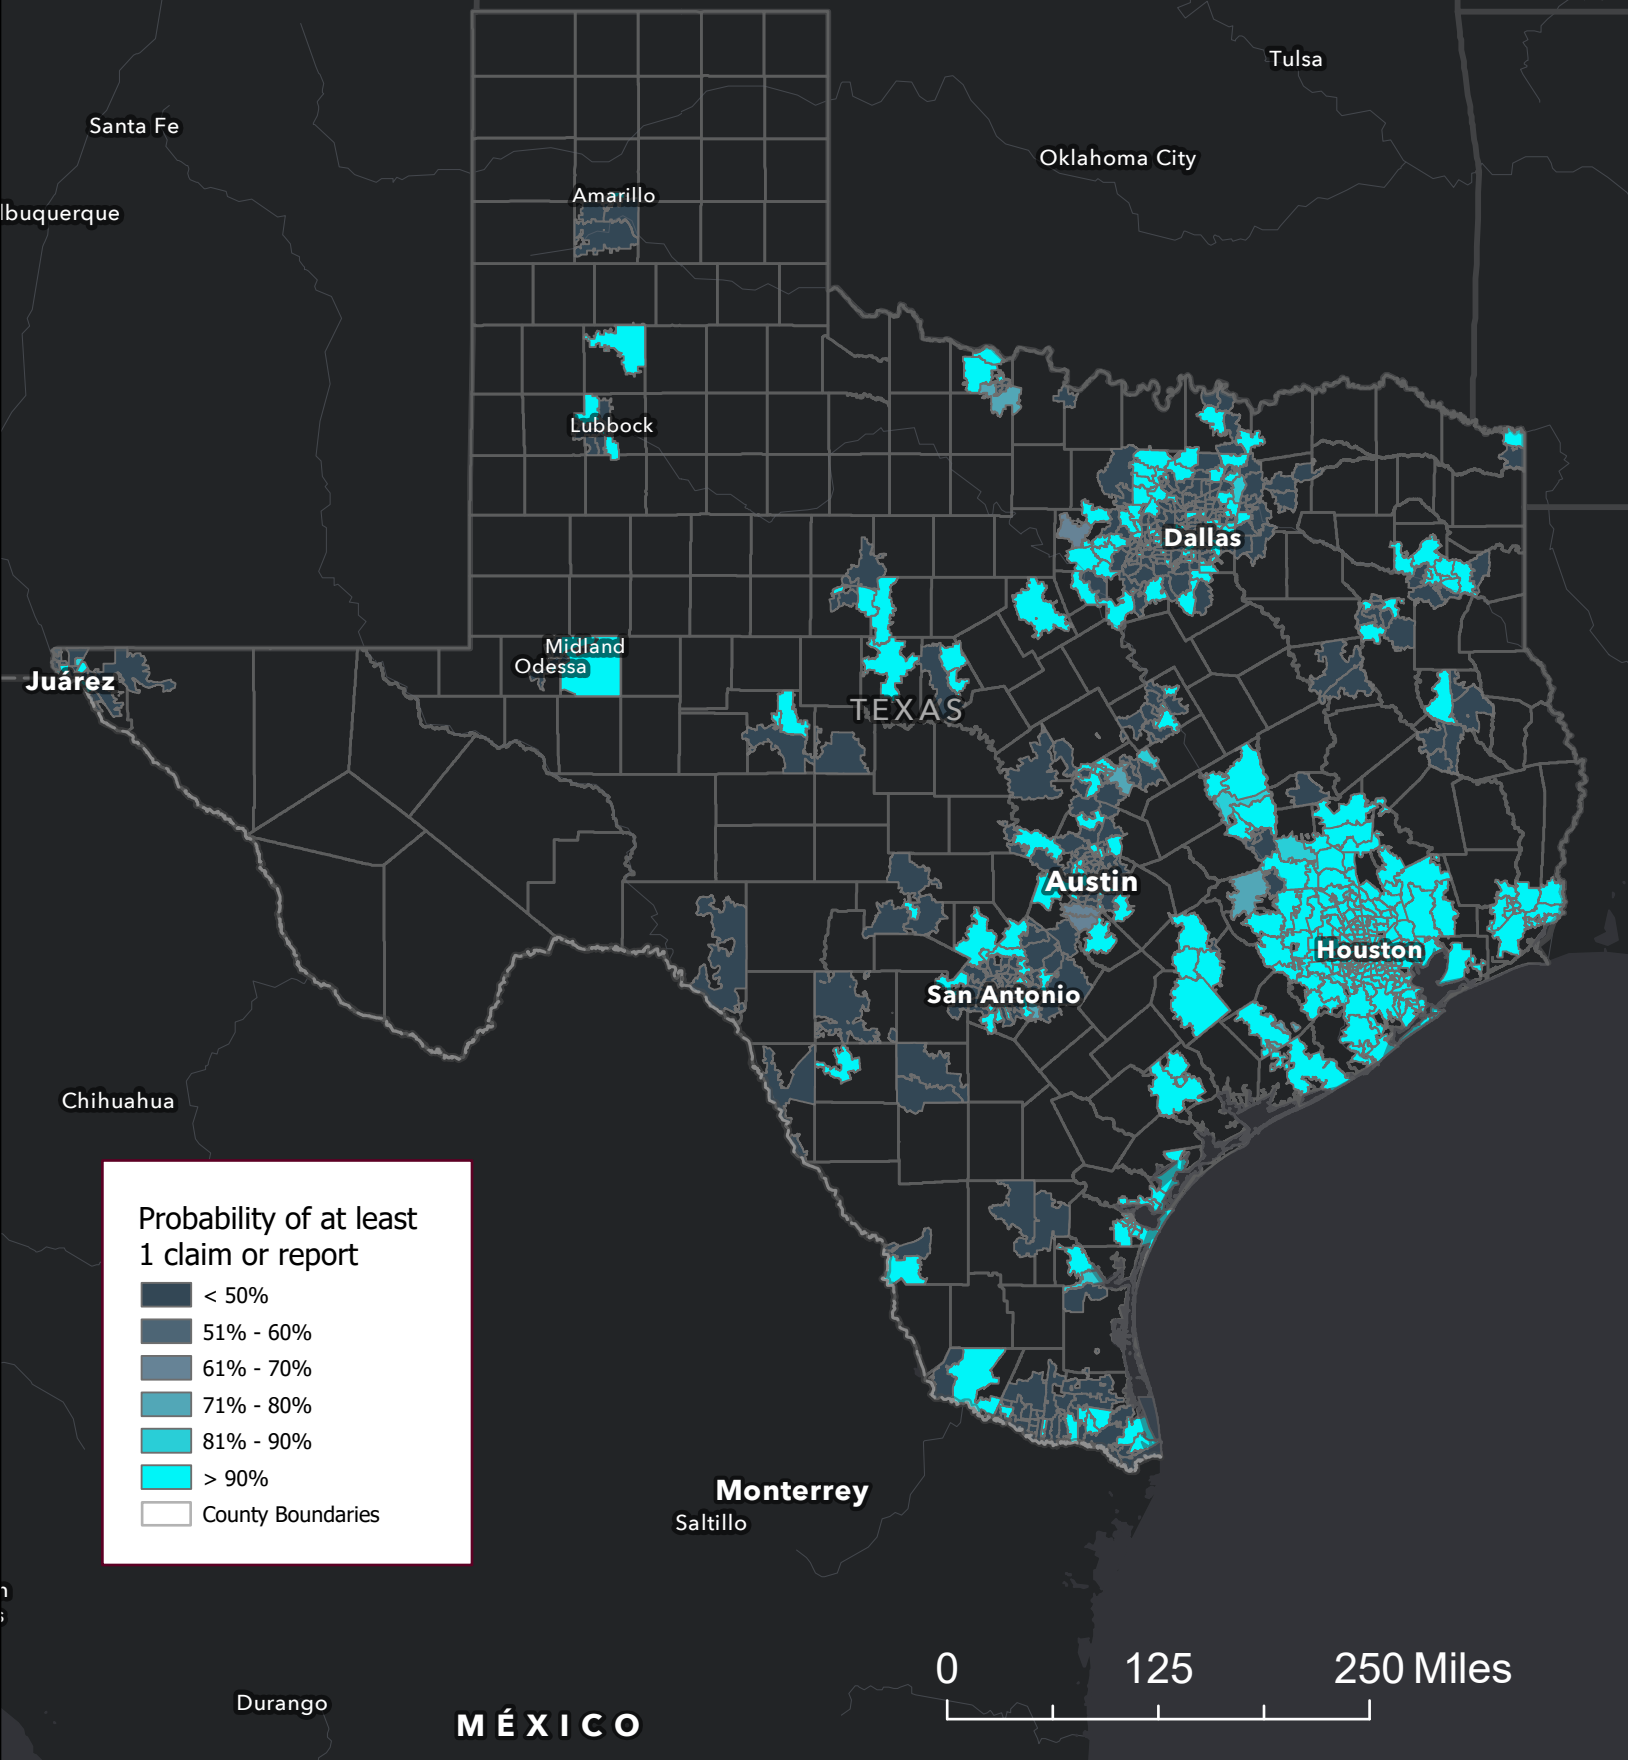 Tulsa
Santa Fe
Oklahoma City
Amarillo
lbuquerque
Lubbock
Dallas
Midland
Odessa
Juárez
TEXAS
Austin
Houston
San Antonio
Chihuahua
Probability of at least
1 claim or report
< 50%
51% - 60%
61% - 70%
71% - 80%
81% - 90%
> 90%
County Boundaries
Monterrey
Saltillo
0 125 250 Miles
Durango
MÉXICO